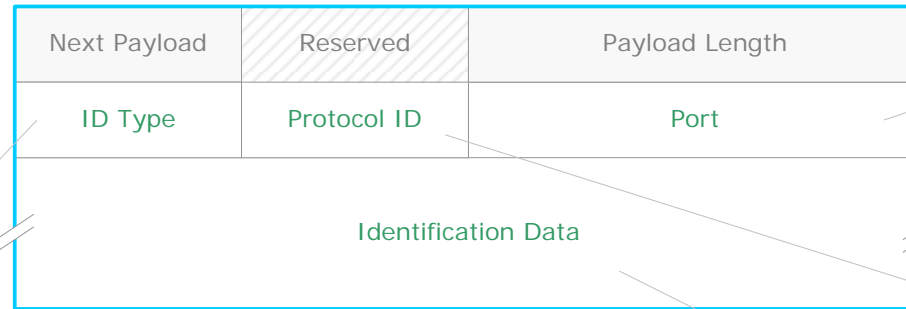 Next Payload Reserved Payload Length
ID Type Protocol ID Port
Identification Data